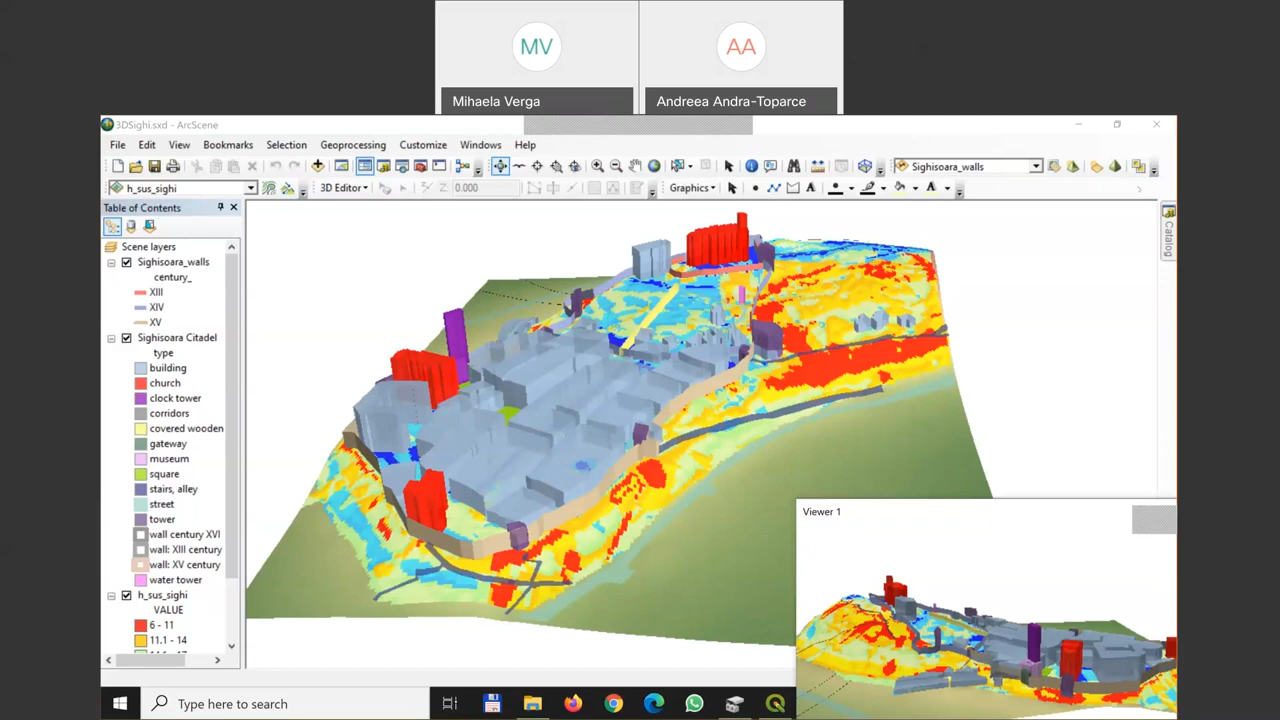 MV
AA
Mihaela Verga
Andreea Andra-Toparce
3DSighi.sxd - ArcScene
File Edit View Bookmarks Selection Geoprocessing Customize Windows Help
Sighisoara_walls
h_sus_sighi
3D Editor
0.000
Graphics
A
A
Table of Contents
Catalog
Scene layers
Sighisoara_walls
century_
XIII
XIV
XV
Sighisoara Citadel
type
building
church
clock tower
corridors
covered wooden
gateway
museum
square
stairs, alley
street
tower
wall century XVI
wall: XIII century
wall: XV century
water tower
h_sus_sighi
VALUE
6 - 11
11.1 - 14
Viewer 1
Type here to search